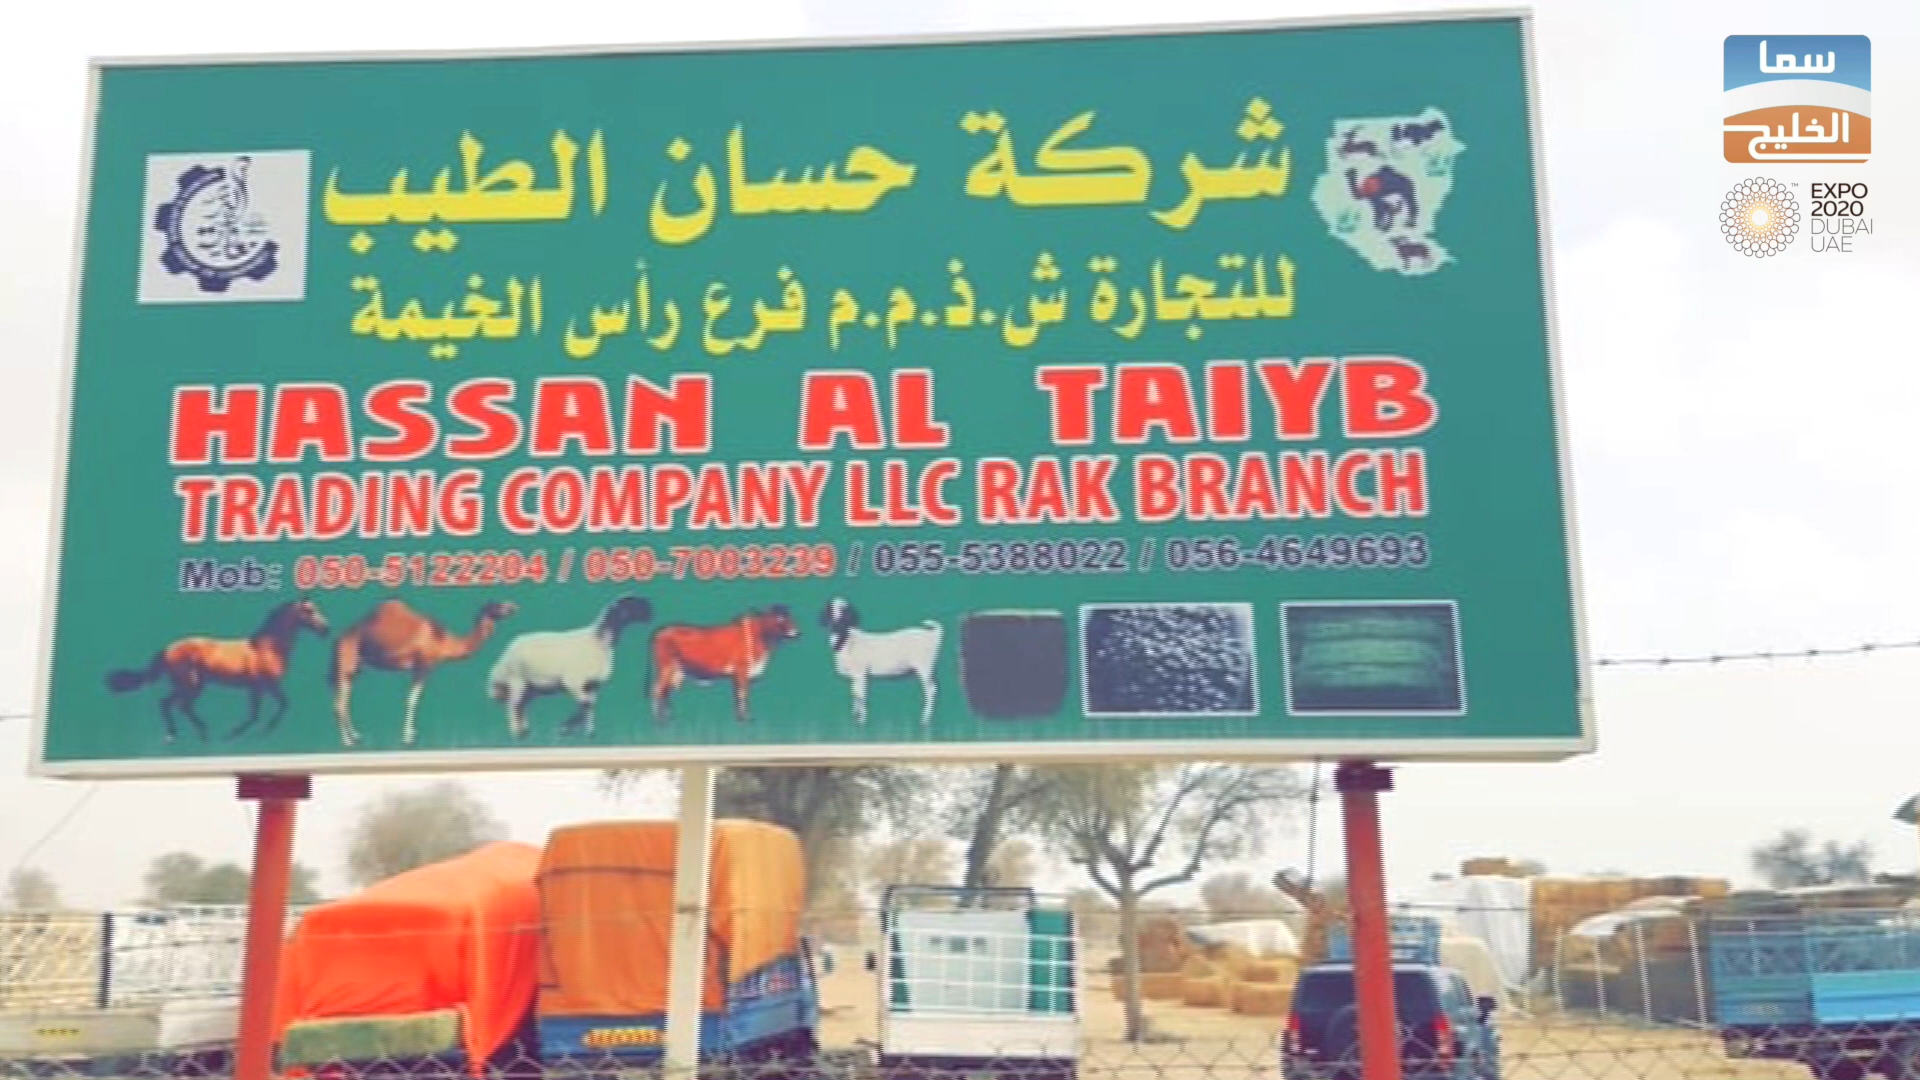 شركة حسان الطيب
للتجارة ش.ذ.م.م فرع رأس الخيمة
HASSAN AL TAIYB
TRADING COMPANY LLC RAK BRANCH
Mob: 050-5122204 / 050-7003239 / 055-5388022 / 056-4649693
سما
الخليج
EXPO
2020
DUBAI
UAE